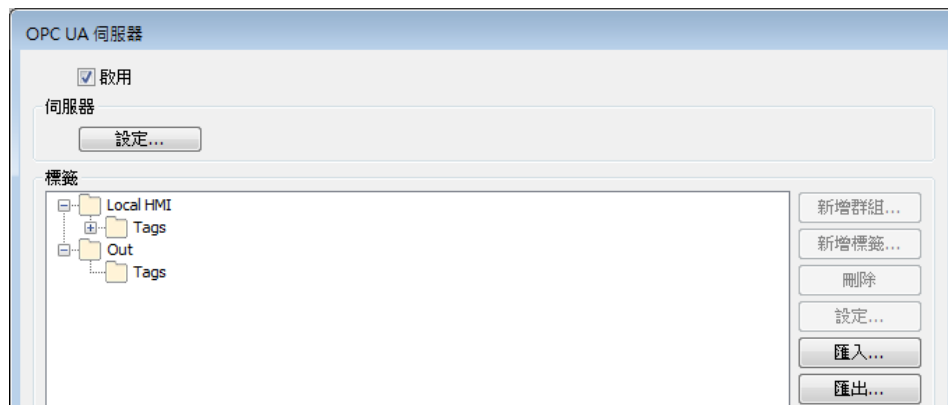 OPC UA 伺服器
啟用
伺服器
設定...
標籤
Local HMI
Tags
Out
Tags
新增群組...
新增標籤...
刪除
設定...
匯入...
匯出...